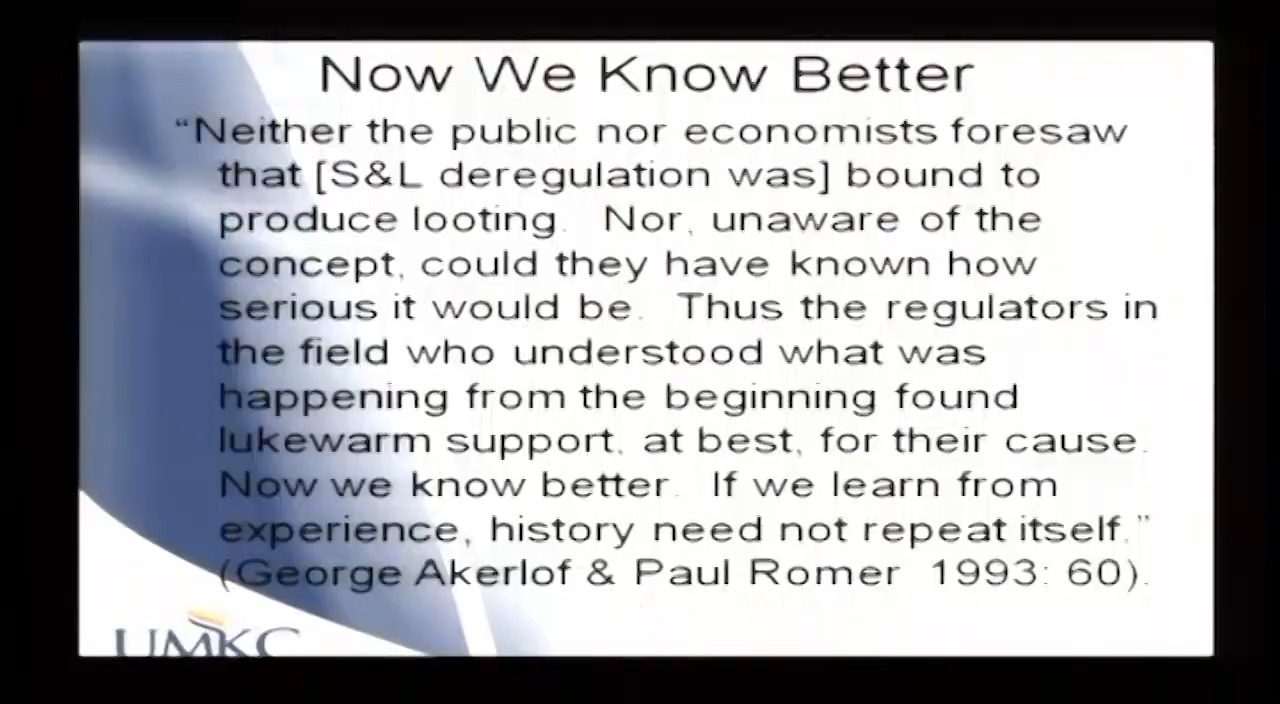 Now We Know Better
“Neither the public nor economists foresaw
that [S&L deregulation was] bound to
produce looting. Nor, unaware of the
concept, could they have known how
serious it would be. Thus the regulators in
the field who understood what was
happening from the beginning found
lukewarm support, at best, for their cause.
Now we know better. If we learn from
experience, history need not repeat itself.”
(George Akerlof & Paul Romer 1993: 60).
UMKC